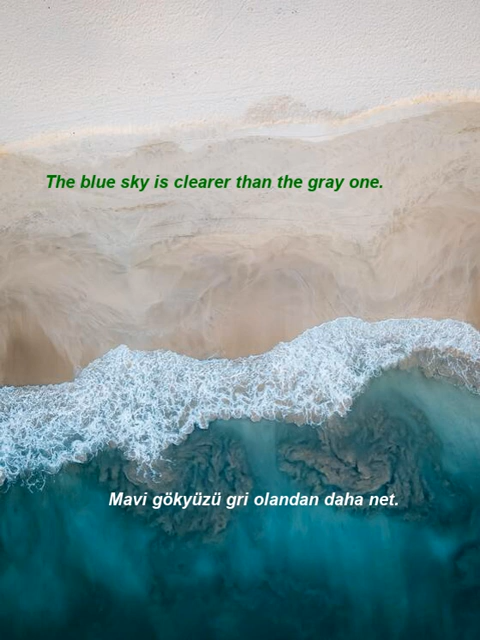 The blue sky is clearer than the gray one.
Mavi gökyüzü gri olandan daha net.